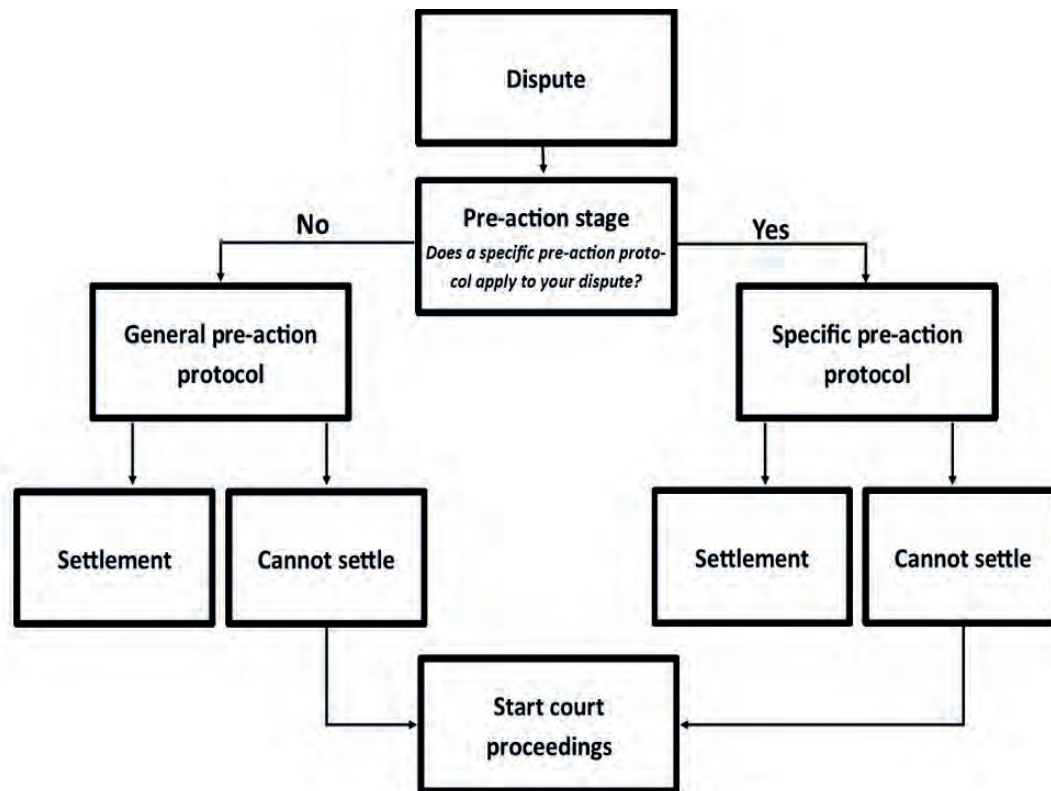 Dispute
Pre-action stage
No
Yes
Does a specific pre-action proto-
col apply to your dispute?
General pre-action
protocol
Specific pre-action
protocol
Settlement
Cannot settle
Settlement
Cannot settle
Start court
proceedings